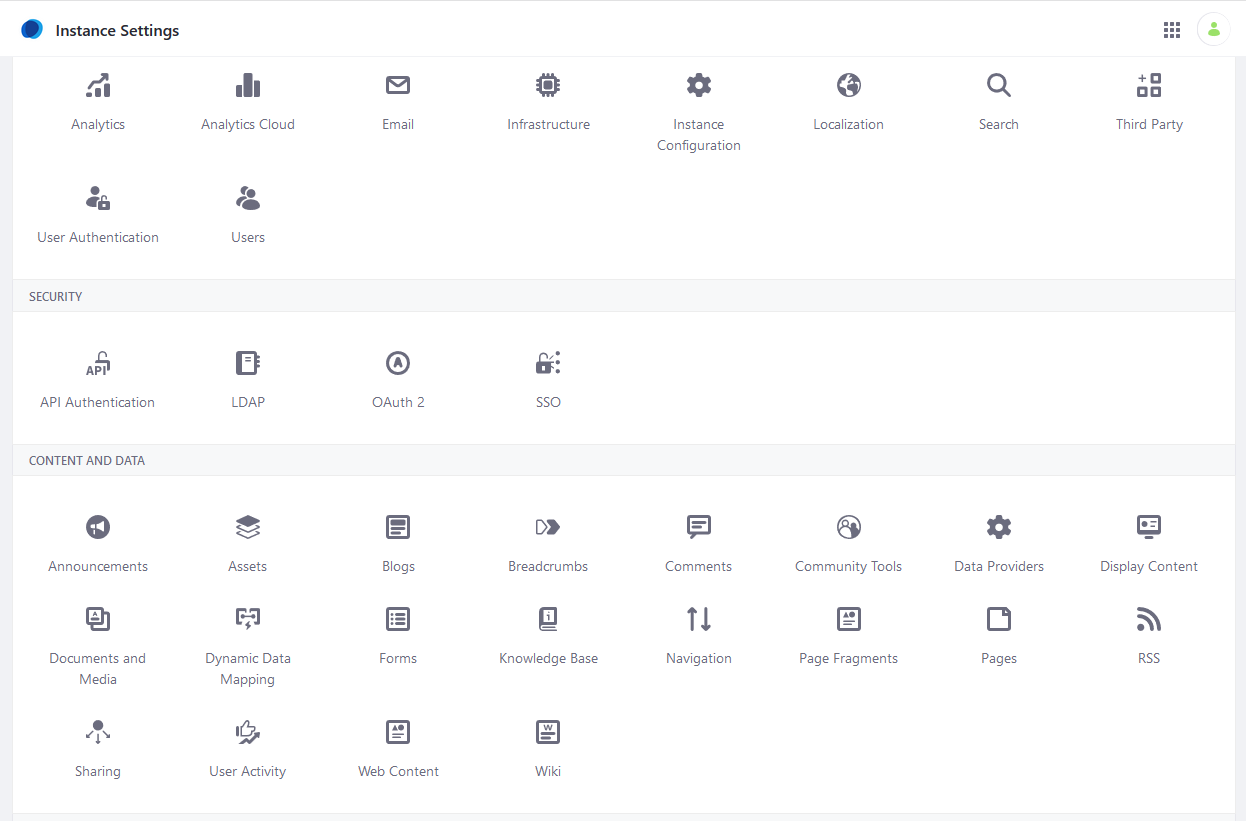 Instance Settings
Analytics
Analytics Cloud
Email
Infrastructure
Instance
Configuration
Localization
Search
Third Party
User Authentication
Users
SECURITY
API
API Authentication
LDAP
OAuth 2
SSO
CONTENT AND DATA
Announcements
Assets
Blogs
Breadcrumbs
Comments
Community Tools
Data Providers
Display Content
Documents and
Media
Dynamic Data
Mapping
Forms
Knowledge Base
Navigation
Page Fragments
Pages
RSS
Sharing
User Activity
Web Content
Wiki